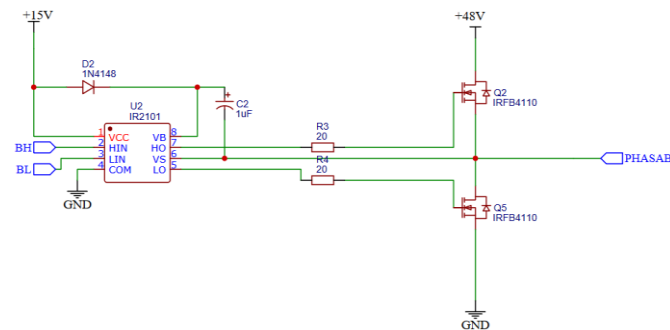 +15V
+48V
D2
1N4148
U2
IR2101
C2
1uF
Q2
IRFB4110
R3
20
1 VCC VB 8
BH 2 HIN HO 7
BL 3 LIN VS 6
4 COM LO 5
PHASAB
R4
20
GND
Q5
IRFB4110
GND